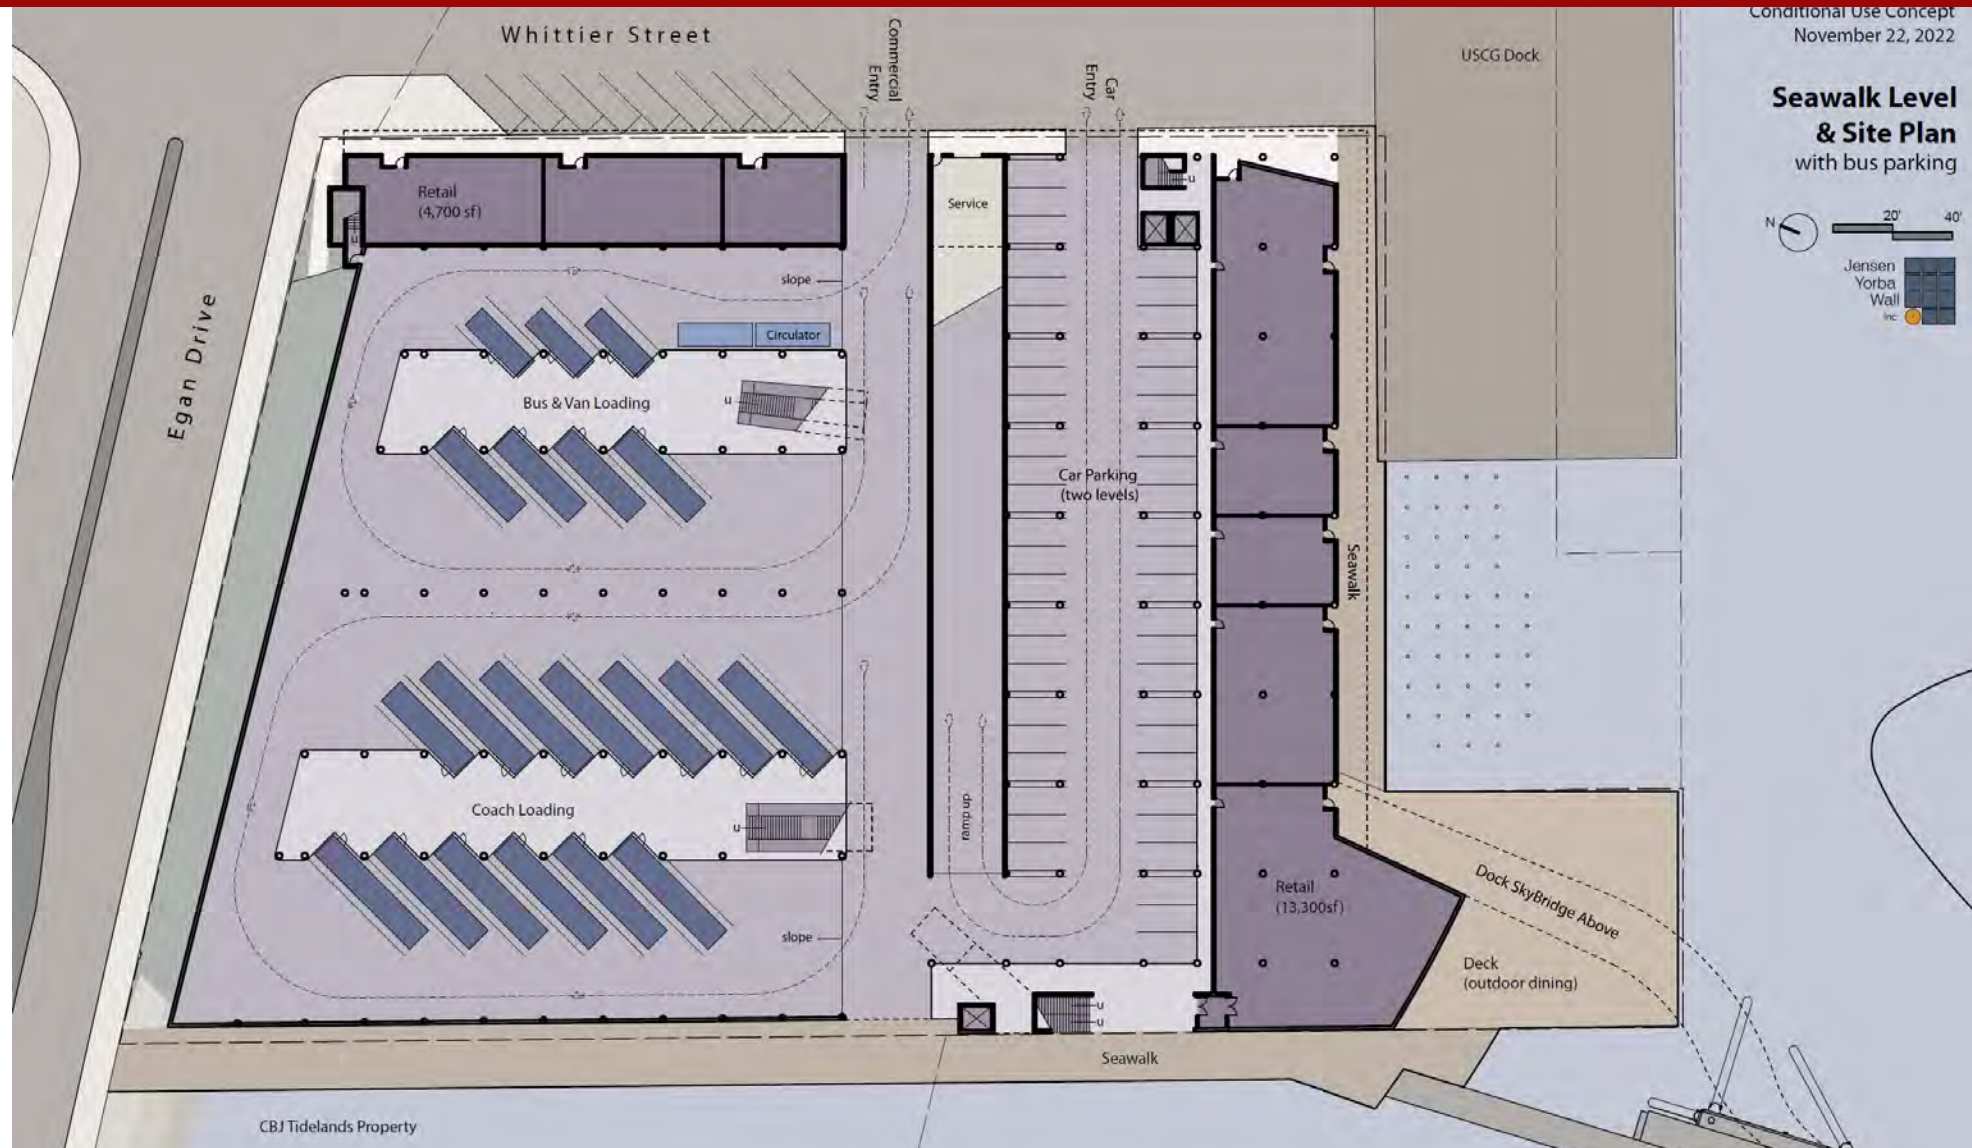 Conditional Use Concept
November 22, 2022
Seawalk Level
& Site Plan
with bus parking
N
20'
40'
Jensen
Yorba
Wall
Inc
Whittier Street
Commercial
Entry
Car
Entry
USCG Dock
Retail
(4,700 sf)
u
Service
u
slope
Circulator
Egan Drive
Bus & Van Loading
u
Car Parking
(two levels)
Seawalk
Coach Loading
u
ramp up
Retail
(13,300sf)
Dock SkyBridge Above
slope
Deck
(outdoor dining)
u
u
Seawalk
CBJ Tidelands Property